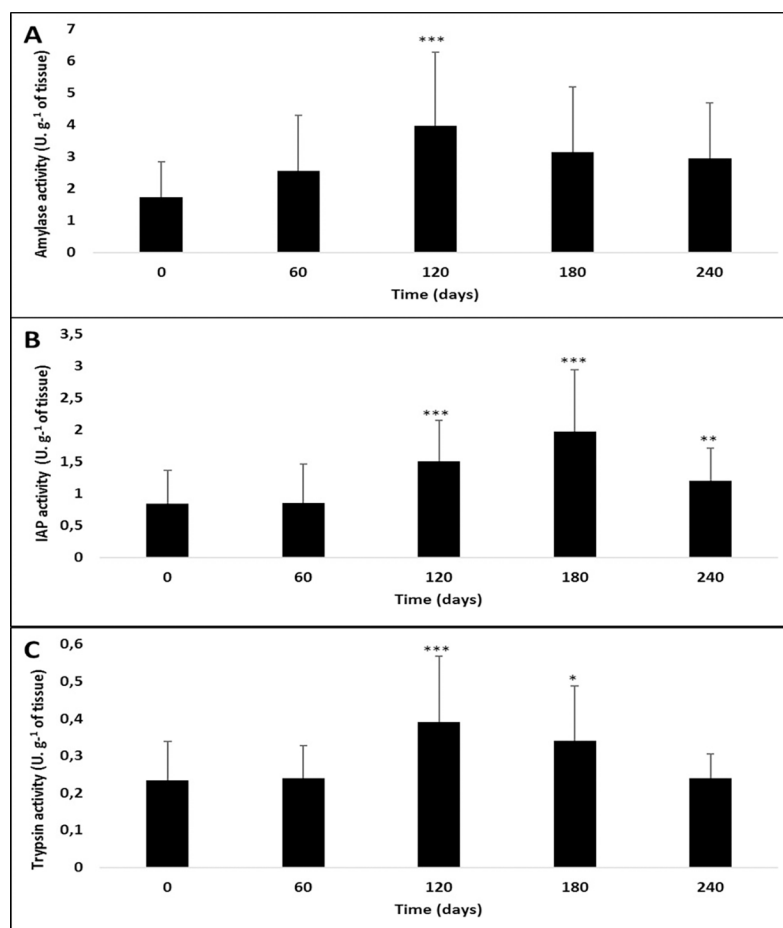 A
Amylase activity (U. g-1 of tissue)
7
6
5
4
3
2
1
0
***
0 60 120 180 240
Time (days)
B
IAP activity (U. g-1 of tissue)
3,5
3
2,5
2
1,5
1
0,5
0
*** *** **
0 60 120 180 240
Time (days)
C
Trypsin activity (U. g-1 of tissue)
0,6
0,5
0,4
0,3
0,2
0,1
0
*** *
0 60 120 180 240
Time (days)